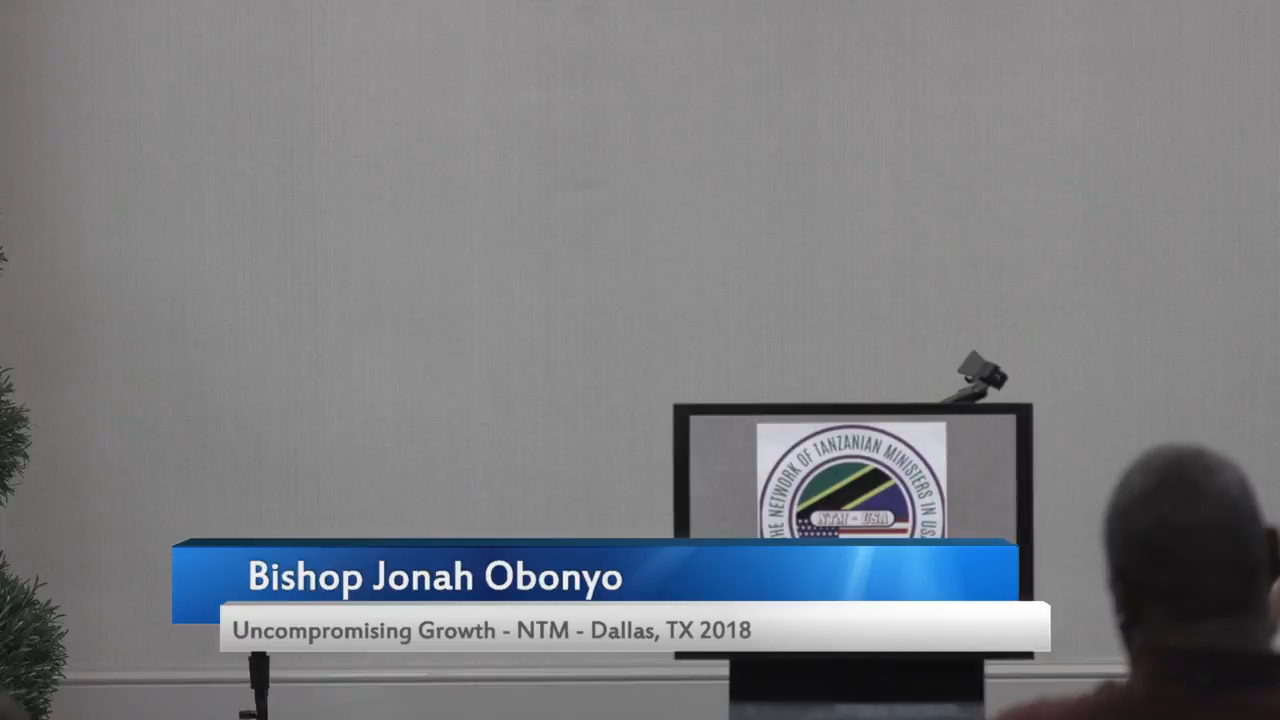 THE NETWORK OF TANZANIAN MINISTERS IN USA
NTM - USA
Bishop Jonah Obonyo
Uncompromising Growth - NTM - Dallas, TX 2018